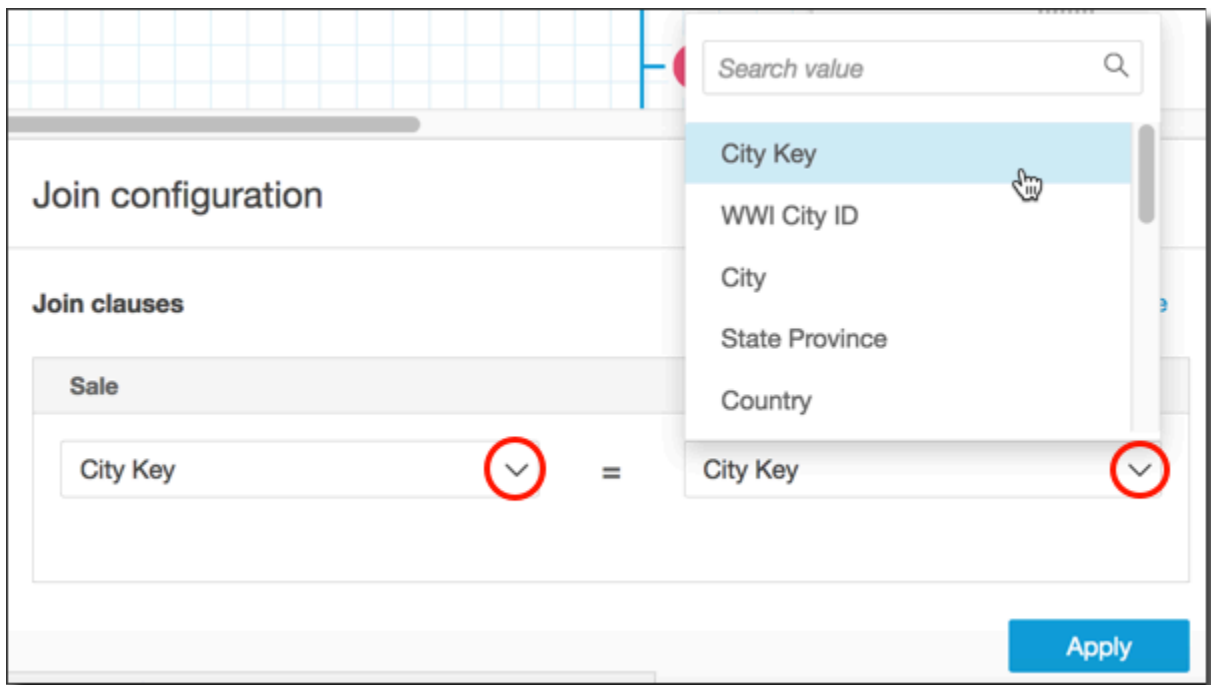 Search value
City Key
WWI City ID
City
State Province
Country
Join configuration
Join clauses
Sale
City Key = City Key
Apply